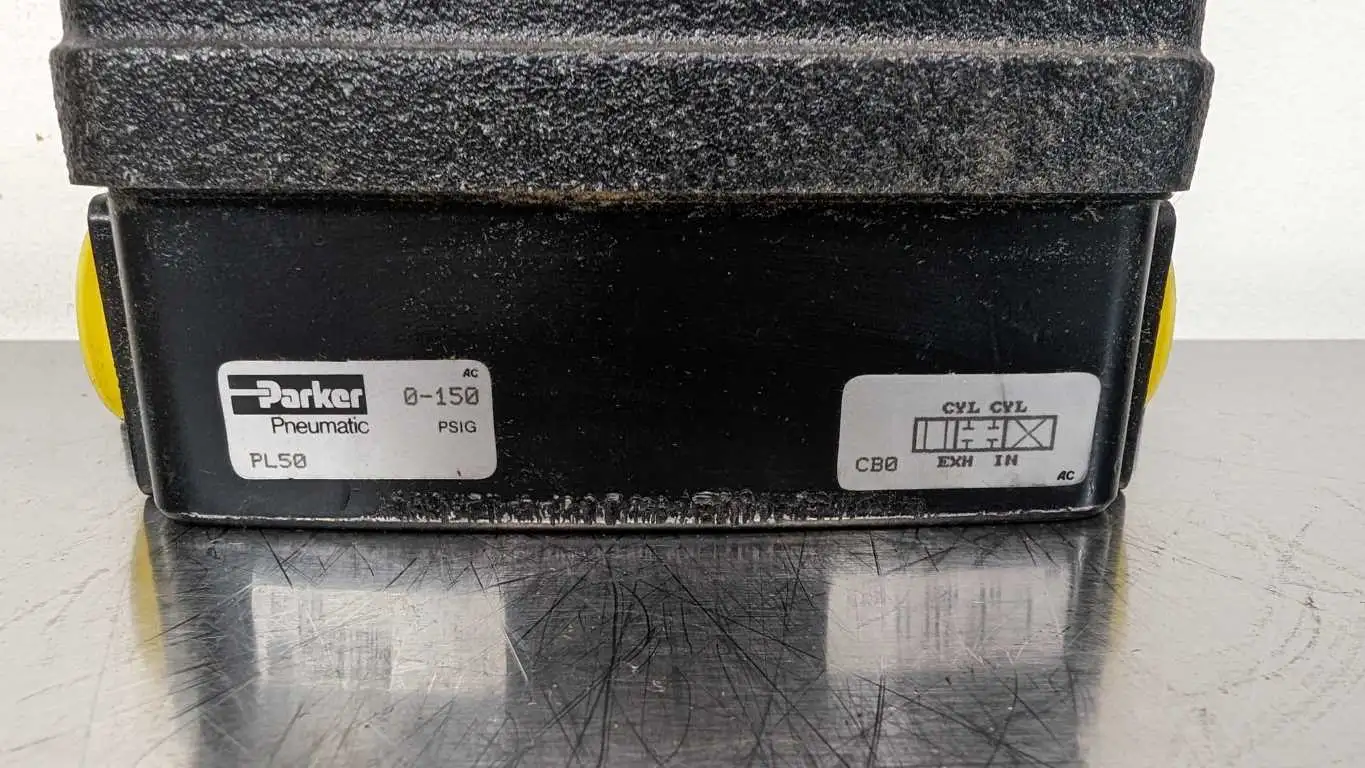 AC
Parker 0-150
Pneumatic PSIG
PL50
CYL CYL
CB0 EXH IN
AC